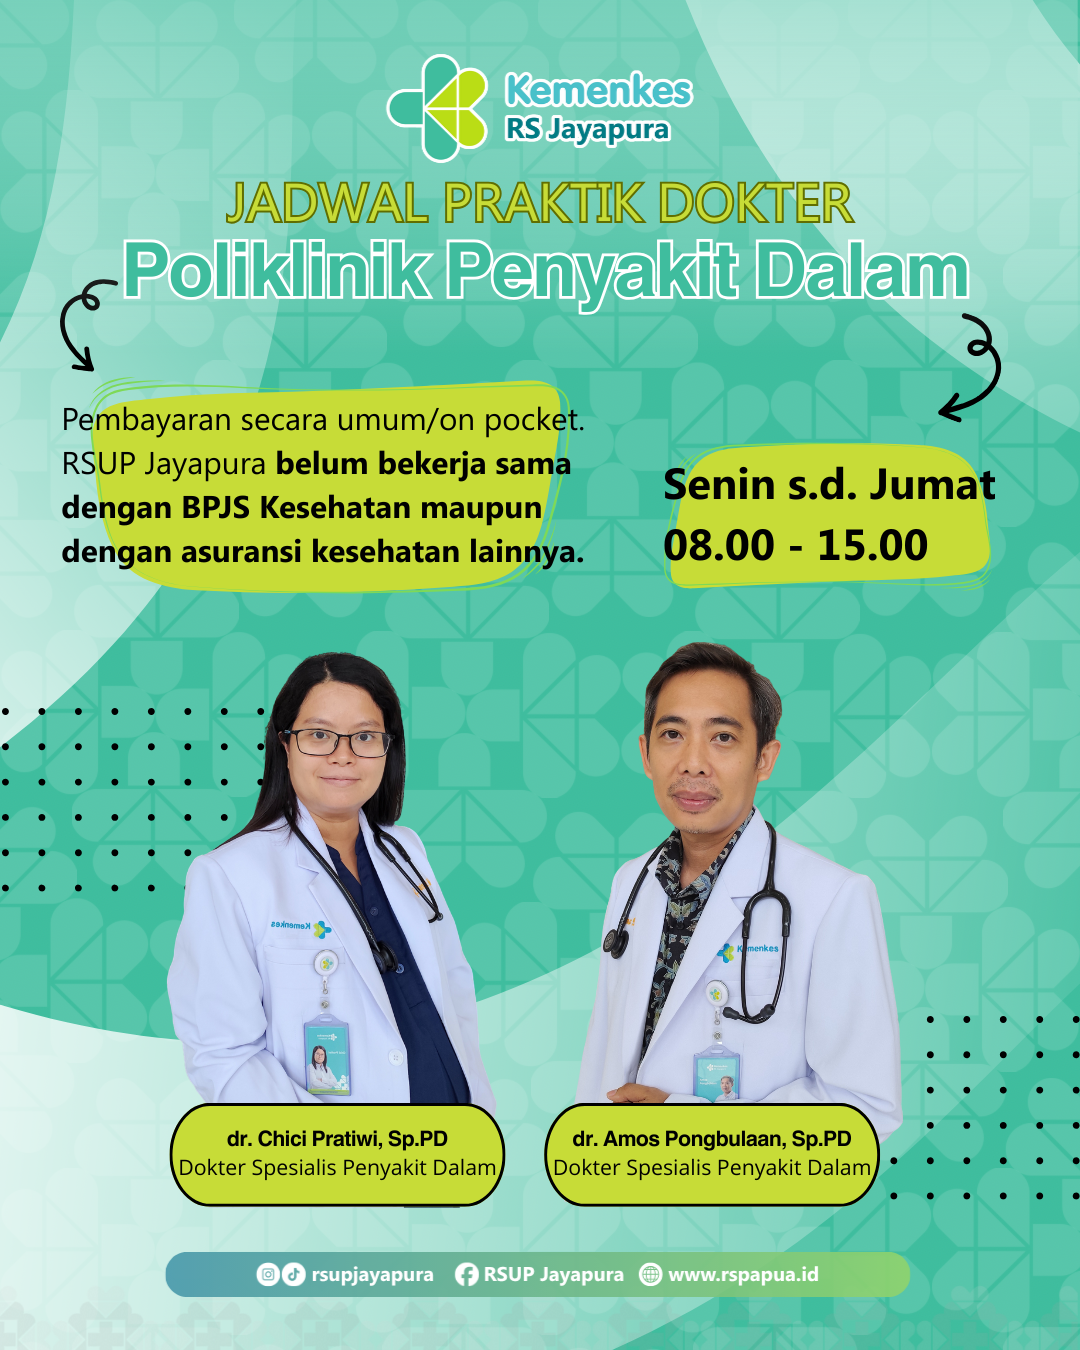 Kemenkes
RS Jayapura
JADWAL PRAKTIK DOKTER
Poliklinik Penyakit Dalam
Pembayaran secara umum/on pocket.
RSUP Jayapura belum bekerja sama
dengan BPJS Kesehatan maupun
dengan asuransi kesehatan lainnya.
Senin s.d. Jumat
08.00 - 15.00
Kemenkes
Kemenkes
dr. Chici Pratiwi, Sp.PD
Dokter Spesialis Penyakit Dalam
dr. Amos Pongbulaan, Sp.PD
Dokter Spesialis Penyakit Dalam
rsupjayapura RSUP Jayapura www.rspapua.id